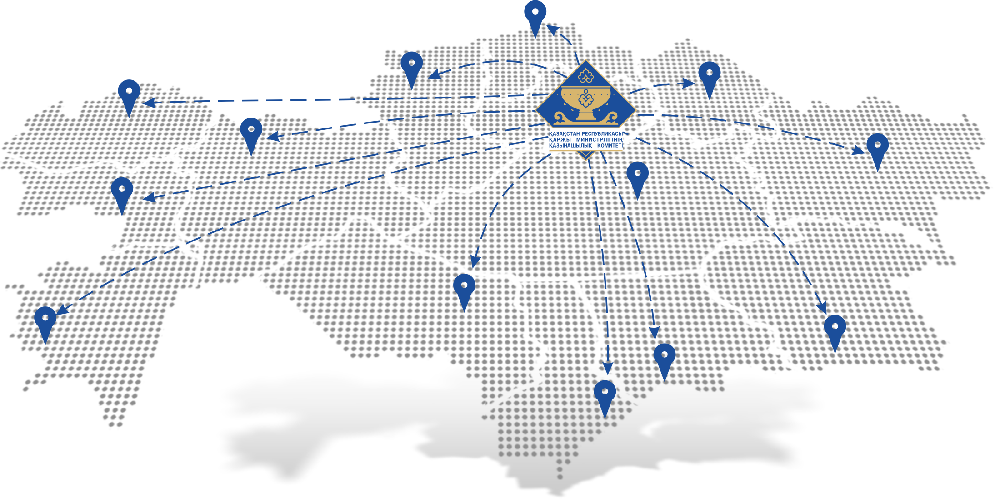 ҚАЗАҚСТАН РЕСПУБЛИКАСЫ
ҚАРЖЫ МИНИСТРЛІГІНІҢ
ҚАЗЫНАШЫЛЫҚ КОМИТЕТІ